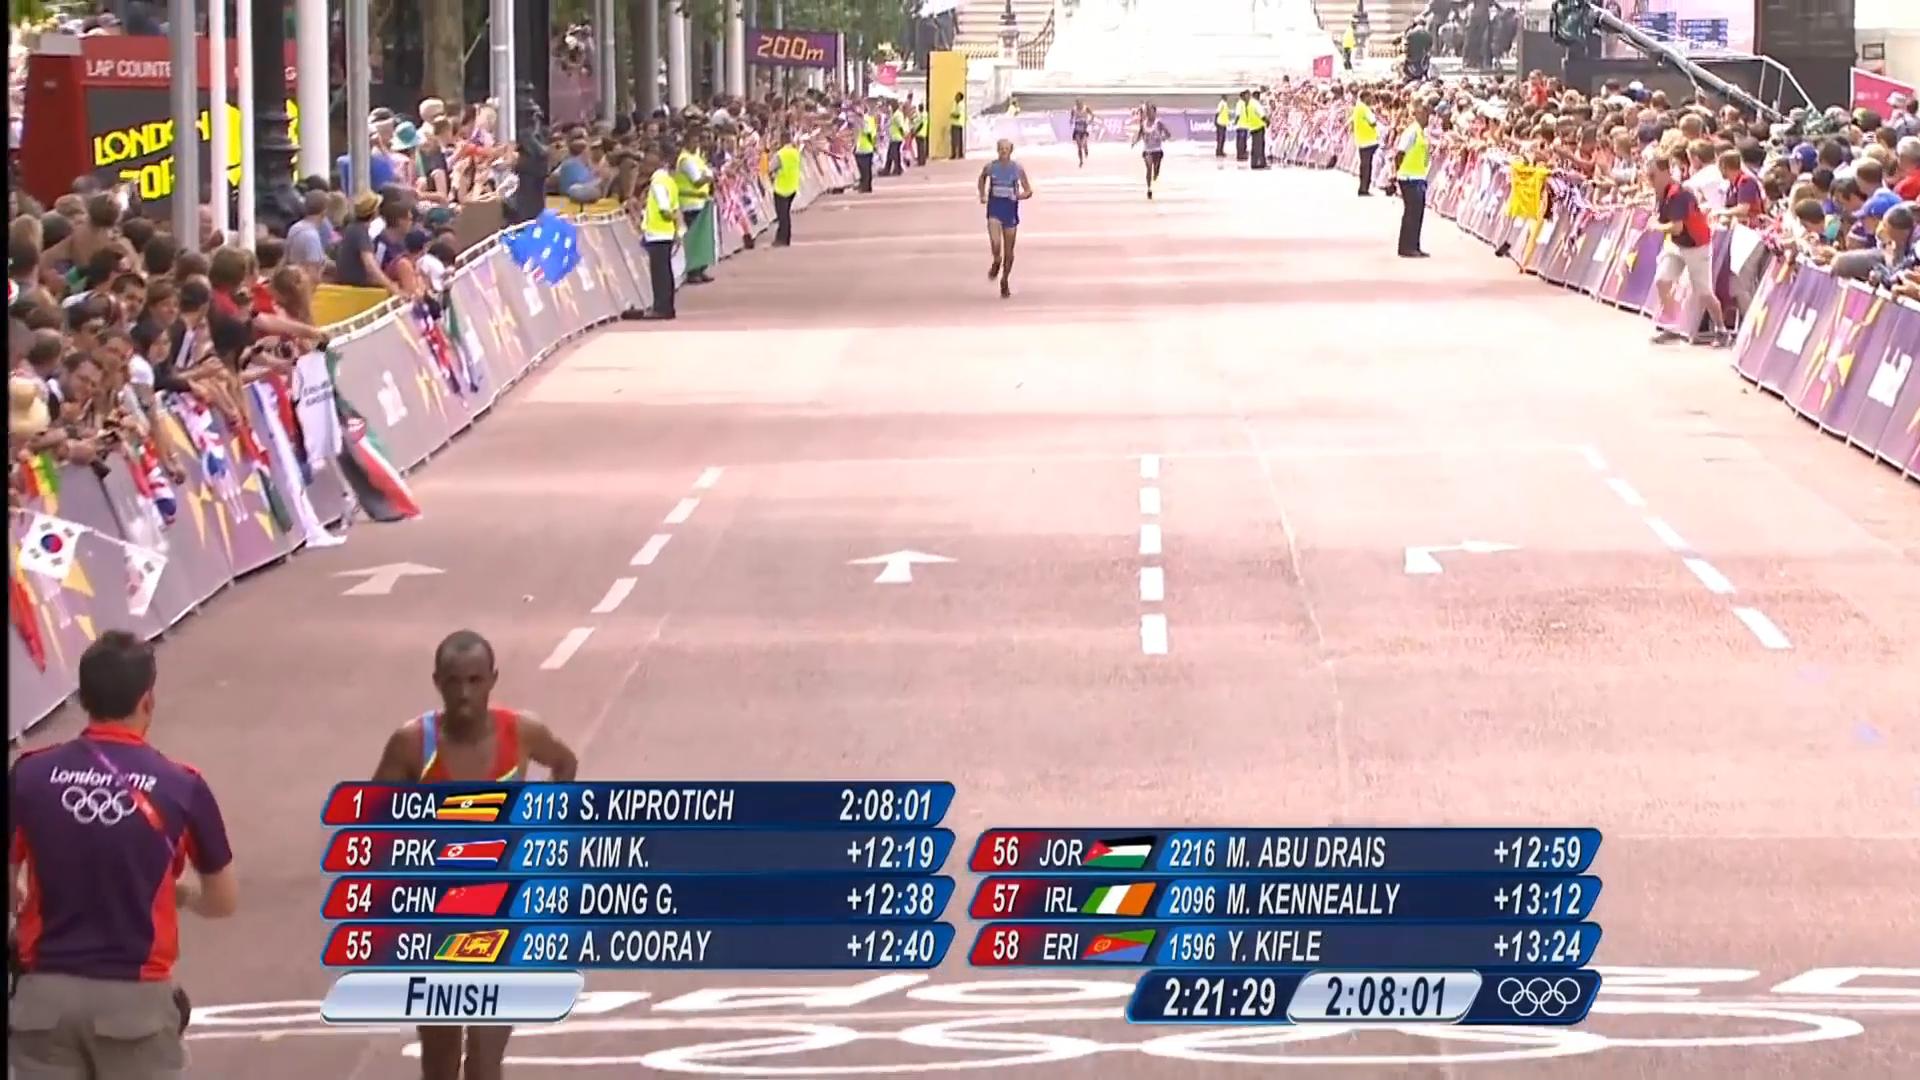 200m
LAP COUNTE
LONDON
London 2012
1 UGA 3113 S. KIPROTICH 2:08:01
53 PRK 2735 KIM K. +12:19
54 CHN 1348 DONG G. +12:38
55 SRI 2962 A. COORAY +12:40
56 JOR 2216 M. ABU DRAIS +12:59
57 IRL 2096 M. KENNEALLY +13:12
58 ERI 1596 Y. KIFLE +13:24
FINISH 2:21:29 2:08:01